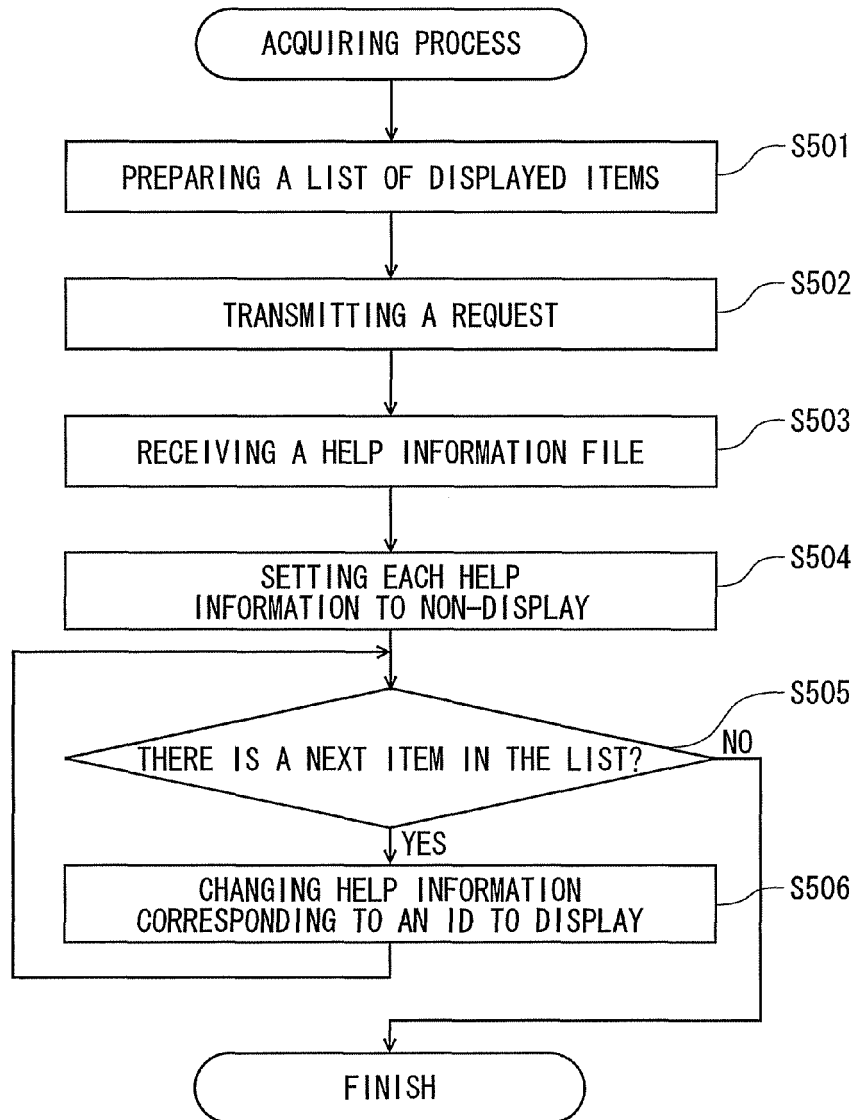 ACQUIRING PROCESS
S501
PREPARING A LIST OF DISPLAYED ITEMS
S502
TRANSMITTING A REQUEST
S503
RECEIVING A HELP INFORMATION FILE
S504
SETTING EACH HELP
INFORMATION TO NON-DISPLAY
S505
THERE IS A NEXT ITEM IN THE LIST?
NO
YES
S506
CHANGING HELP INFORMATION
CORRESPONDING TO AN ID TO DISPLAY
FINISH